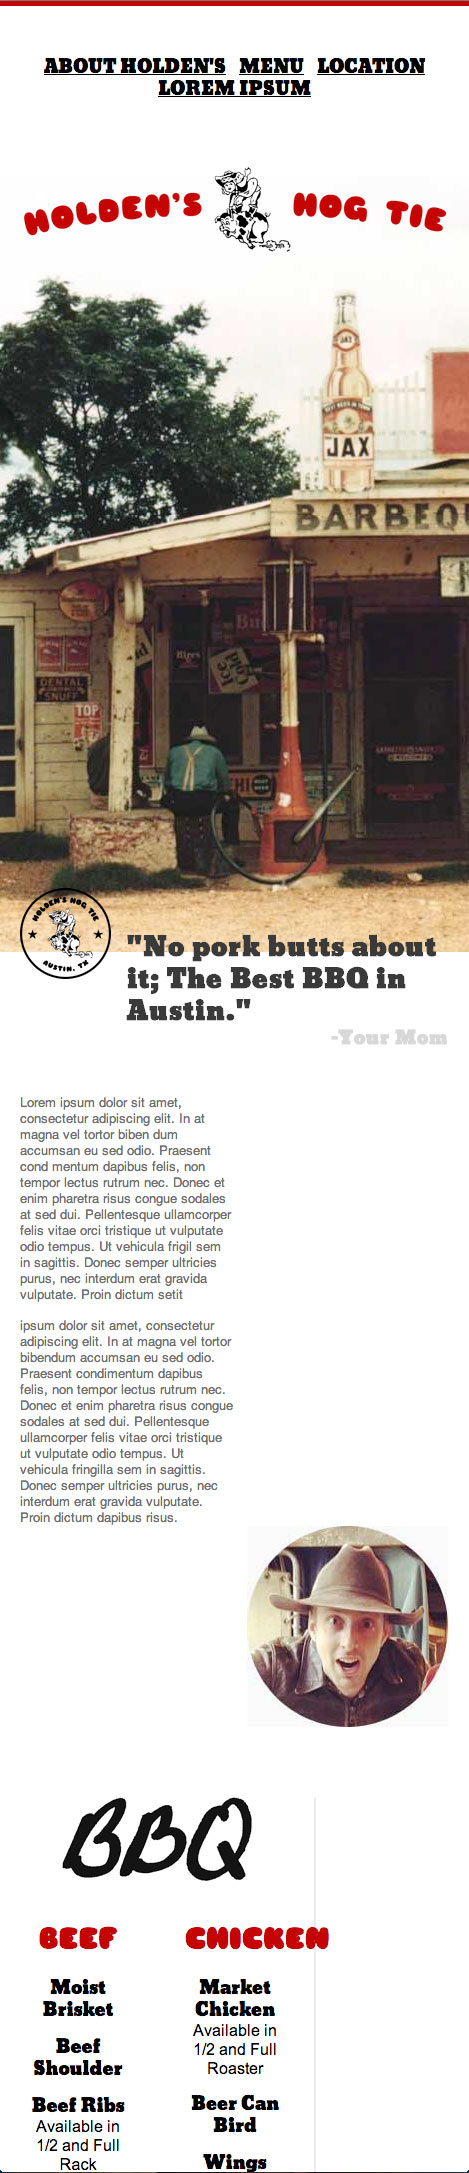 ABOUT HOLDEN'S MENU LOCATION
LOREM IPSUM
HOLDEN'S HOG TIE
JAX
BEST BEER IN TOWN
JAX
BARBEQU
Hires
DENTAL
SNUFF
TOP
HOLDEN'S HOG TIE
AUSTIN, TX
"No pork butts about
it; The Best BBQ in
Austin."
-Your Mom
Lorem ipsum dolor sit amet,
consectetur adipiscing elit. In at
magna vel tortor biben dum
accumsan eu sed odio. Praesent
cond mentum dapibus felis, non
tempor lectus rutrum nec. Donec et
enim pharetra risus congue sodales
at sed dui. Pellentesque ullamcorper
felis vitae orci tristique ut vulputate
odio tempus. Ut vehicula frigil sem
in sagittis. Donec semper ultricies
purus, nec interdum erat gravida
vulputate. Proin dictum setit
ipsum dolor sit amet, consectetur
adipiscing elit. In at magna vel tortor
bibendum accumsan eu sed odio.
Praesent condimentum dapibus
felis, non tempor lectus rutrum nec.
Donec et enim pharetra risus congue
sodales at sed dui. Pellentesque
ullamcorper felis vitae orci tristique
ut vulputate odio tempus. Ut
vehicula fringilla sem in sagittis.
Donec semper ultricies purus, nec
interdum erat gravida vulputate.
Proin dictum dapibus risus.
BBQ
BEEF
Moist
Brisket
Beef
Shoulder
Beef Ribs
Available in
1/2 and Full
Rack
CHICKEN
Market
Chicken
Available in
1/2 and Full
Roaster
Beer Can
Bird
Wings